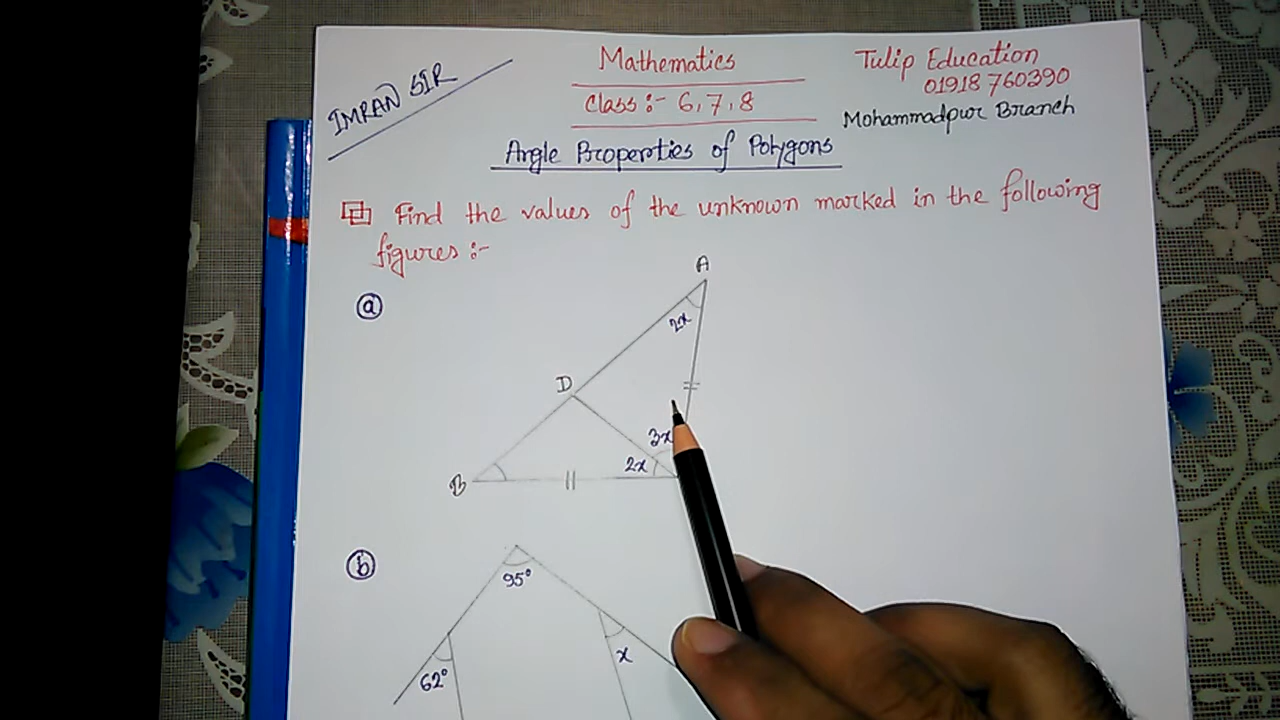 IMRAN SIR
Mathematics
Class :- 6, 7, 8
Tulip Education
01918 760390
Mohammadpur Branch
Angle Properties of Polygons
Find the values of the unknown marked in the following
figures :-
a
A
2x
D
3x
2x
B
b
95°
62°
x